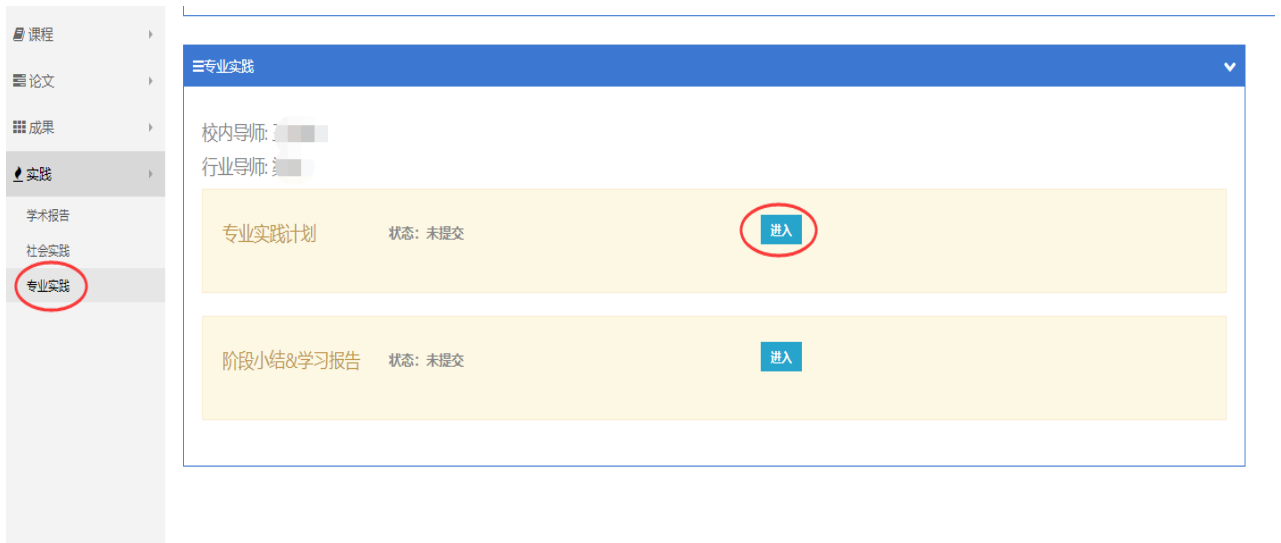 课程
论文
成果
实践
学术报告
社会实践
专业实践
专业实践
校内导师:
行业导师:
专业实践计划 状态：未提交 进入
阶段小结&学习报告 状态：未提交 进入